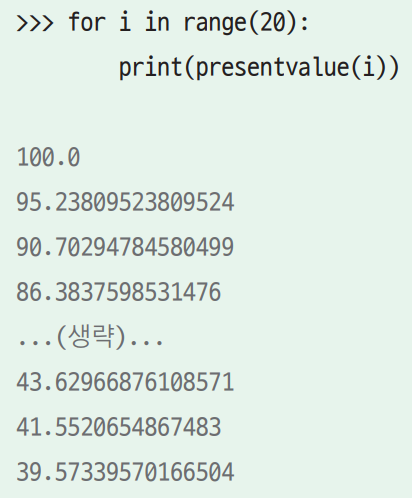 >>> for i in range(20):
        print(presentvalue(i))
100.0
95.23809523809524
90.70294784580499
86.3837598531476
...(생략)...
43.62966876108571
41.5520654867483
39.57339570166504